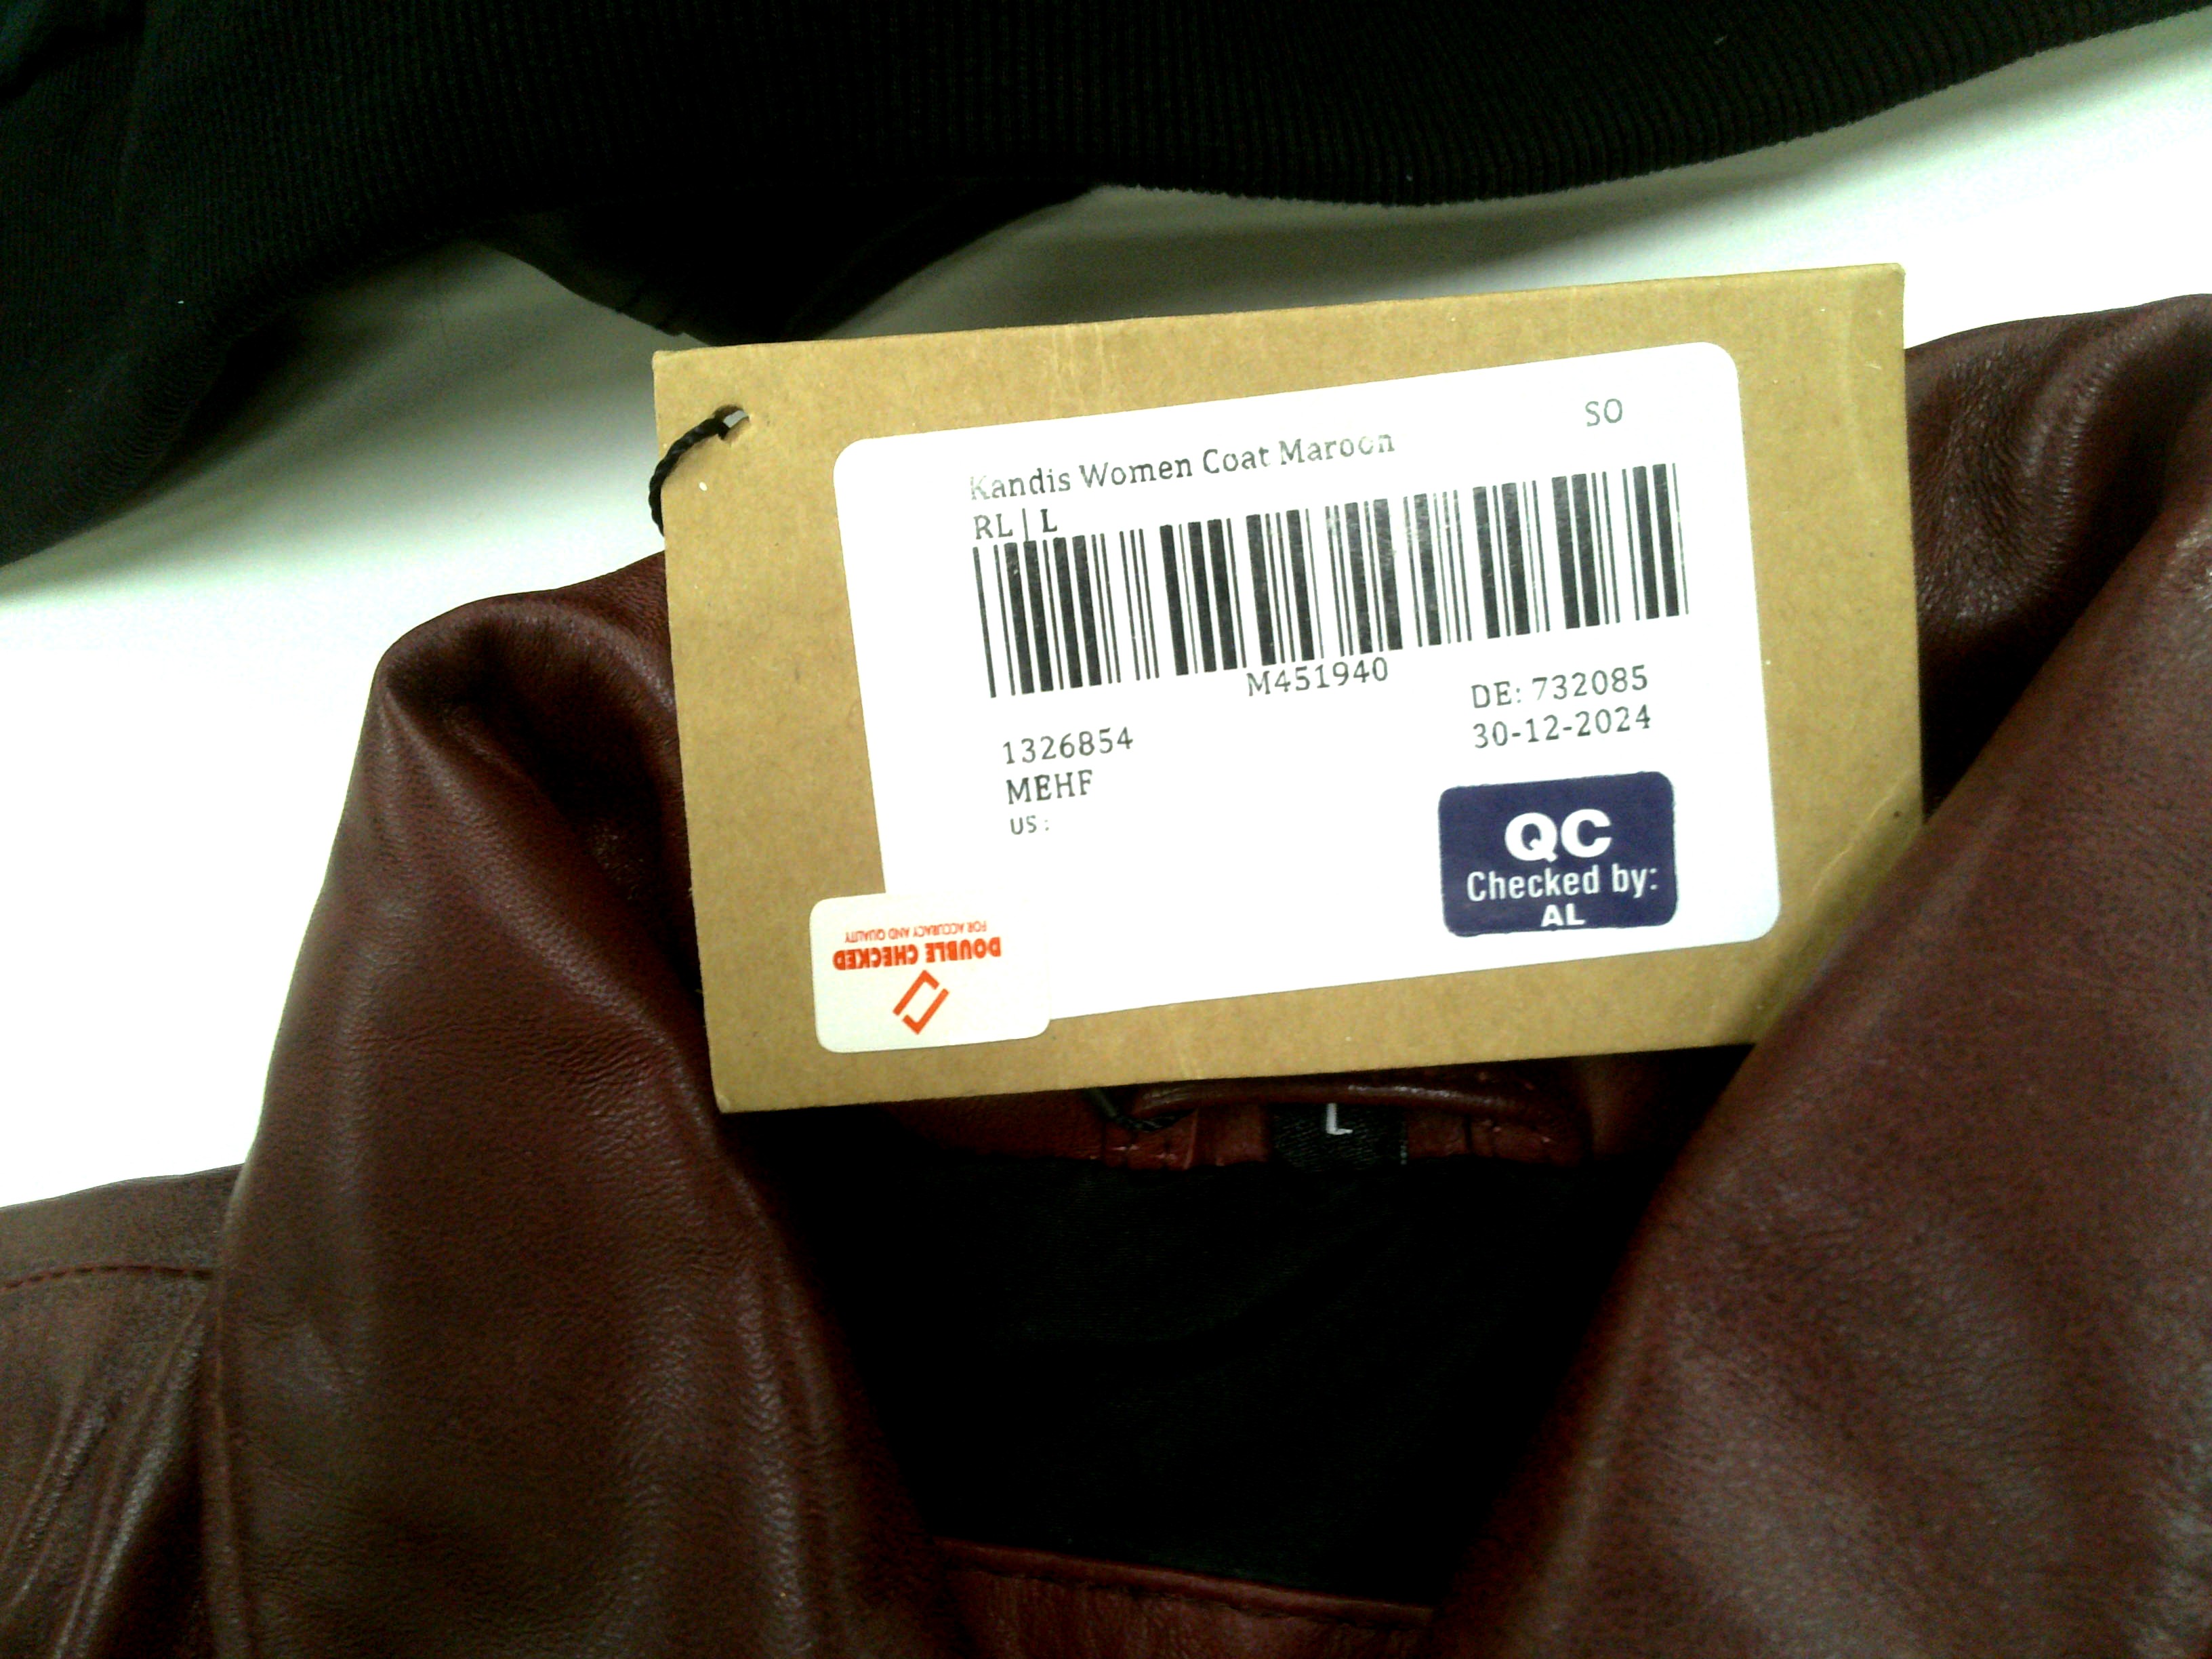 SO
Kandis Women Coat Maroon
RL | L
M451940
1326854
DE: 732085
MEHF
30-12-2024
US :
QC
Checked by:
AL
DOUBLE CHECKED
FOR ACCURACY AND QUALITY
L